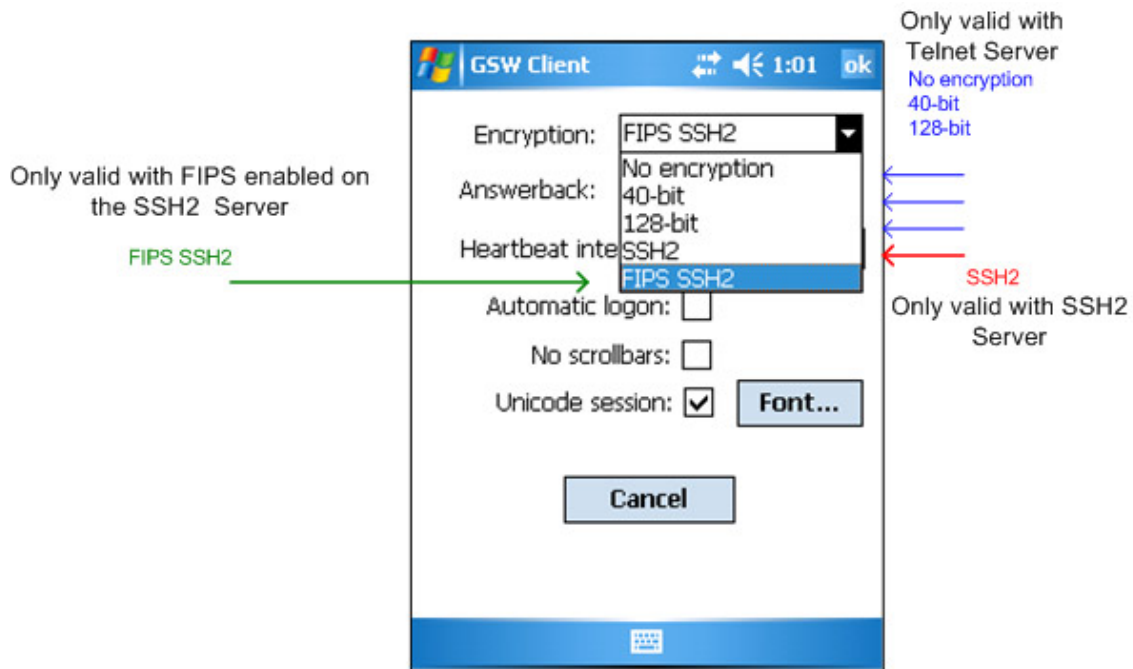 Only valid with
Telnet Server
No encryption
40-bit
128-bit
GSW Client 1:01 ok
Encryption: FIPS SSH2
No encryption
Only valid with FIPS enabled on
the SSH2 Server
Answerback: 40-bit
128-bit
Heartbeat inte SSH2
FIPS SSH2
FIPS SSH2
SSH2
Only valid with SSH2
Server
Automatic logon:
No scrollbars:
Unicode session: Font...
Cancel